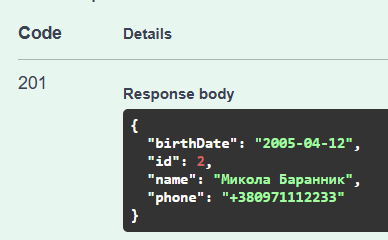 Code Details
201
Response body
{
"birthDate": "2005-04-12",
"id": 2,
"name": "Микола Баранник",
"phone": "+380971112233"
}